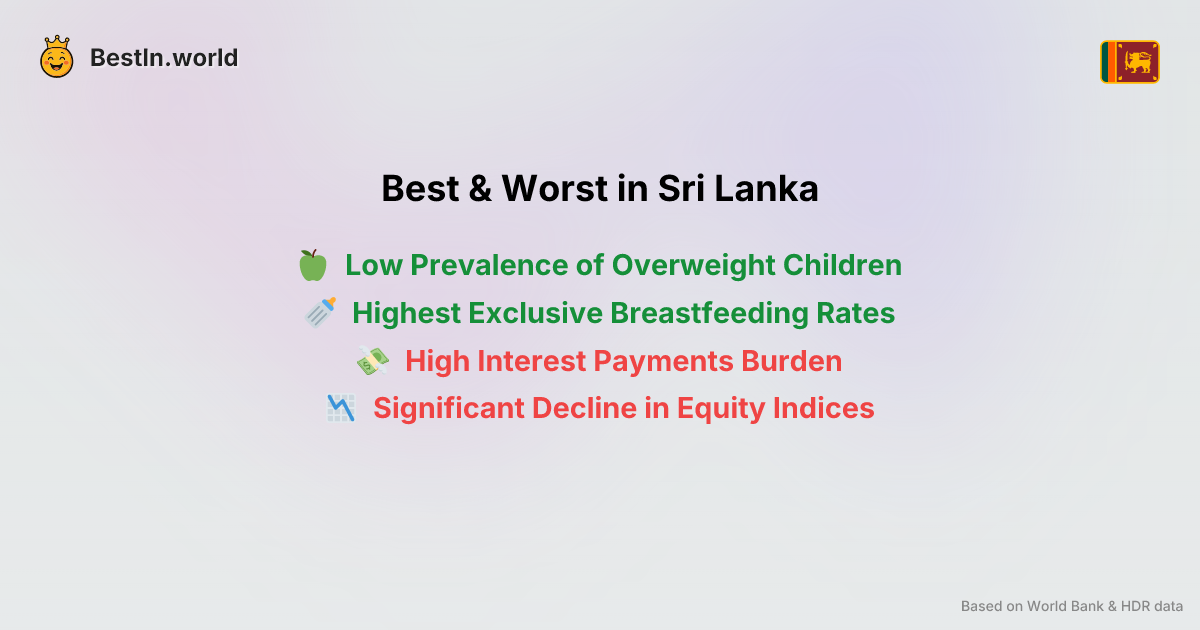 BestIn.world
Best & Worst in Sri Lanka
Low Prevalence of Overweight Children
Highest Exclusive Breastfeeding Rates
High Interest Payments Burden
Significant Decline in Equity Indices
Based on World Bank & HDR data